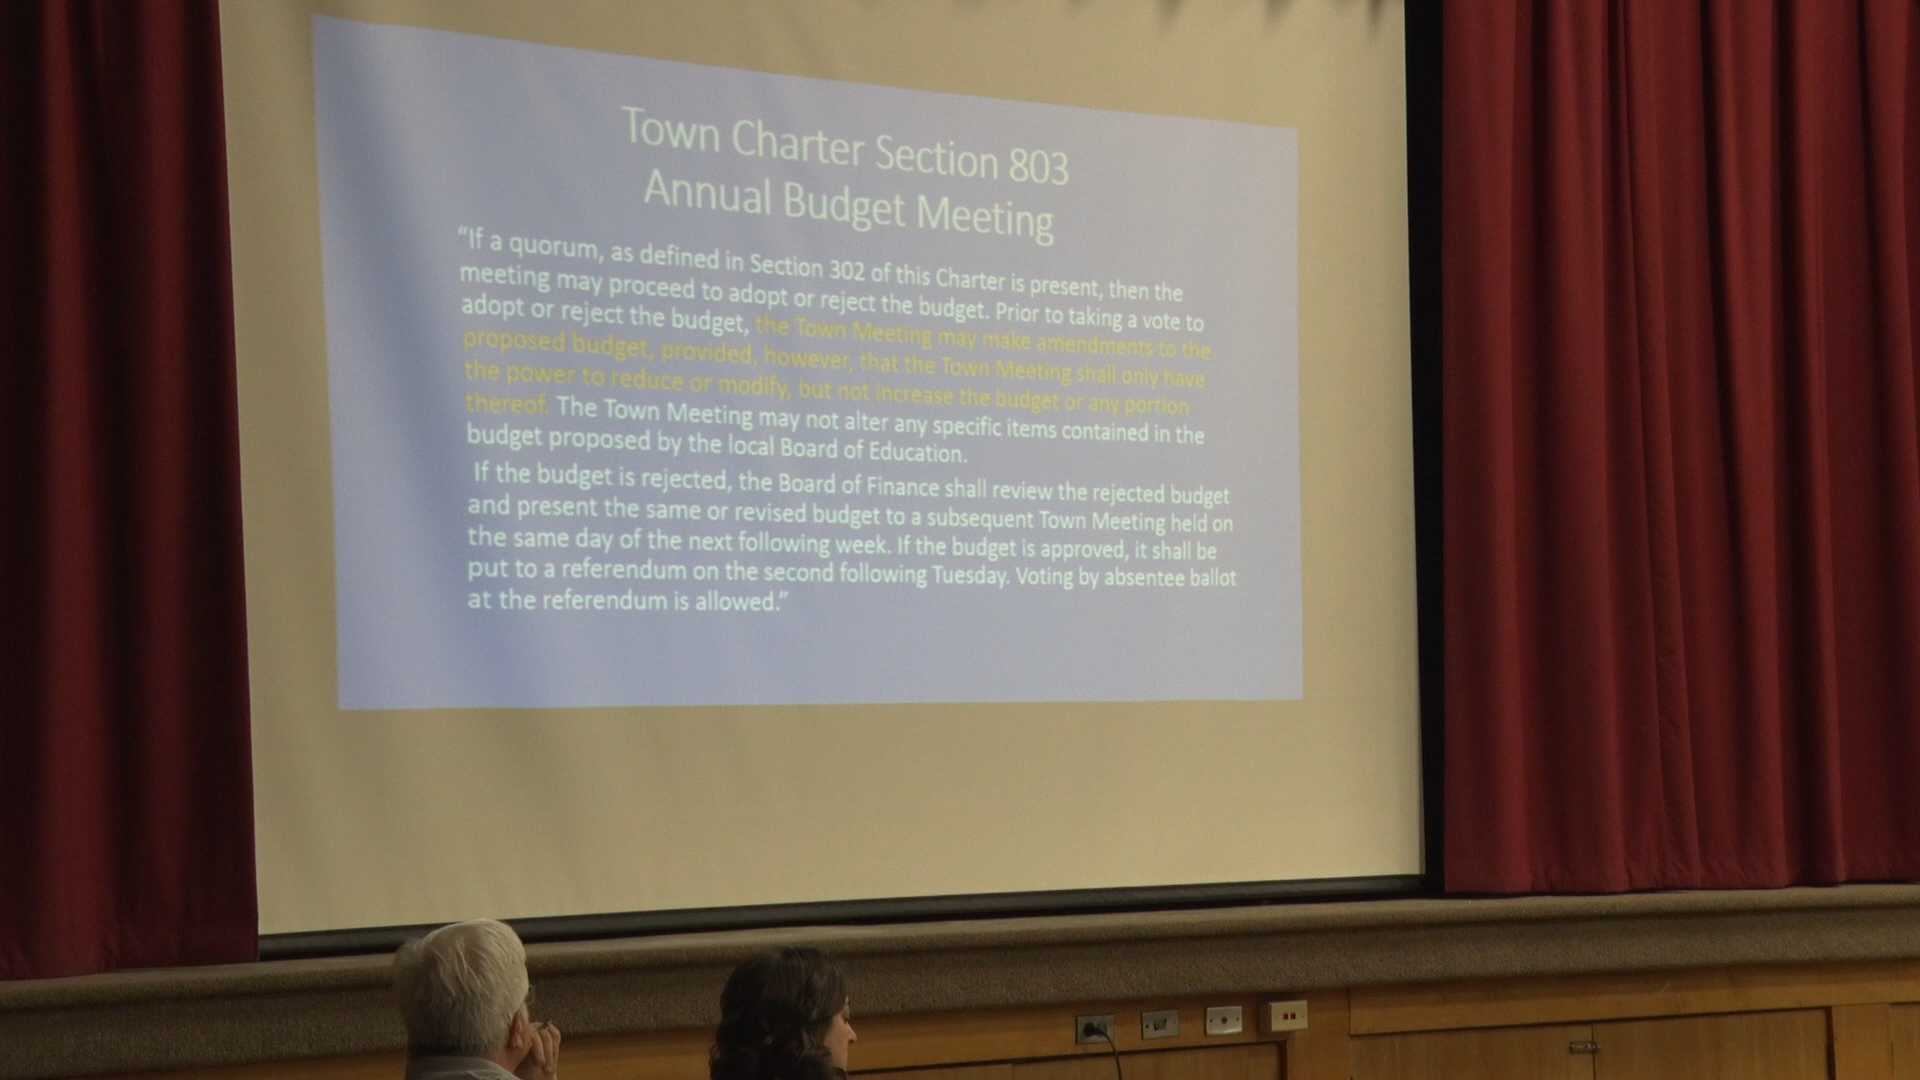 Town Charter Section 803
Annual Budget Meeting
“If a quorum, as defined in Section 302 of this Charter is present, then the
meeting may proceed to adopt or reject the budget. Prior to taking a vote to
adopt or reject the budget, the Town Meeting may make amendments to the
proposed budget, provided, however, that the Town Meeting shall only have
the power to reduce or modify, but not increase the budget or any portion
thereof. The Town Meeting may not alter any specific items contained in the
budget proposed by the local Board of Education.
If the budget is rejected, the Board of Finance shall review the rejected budget
and present the same or revised budget to a subsequent Town Meeting held on
the same day of the next following week. If the budget is approved, it shall be
put to a referendum on the second following Tuesday. Voting by absentee ballot
at the referendum is allowed.”